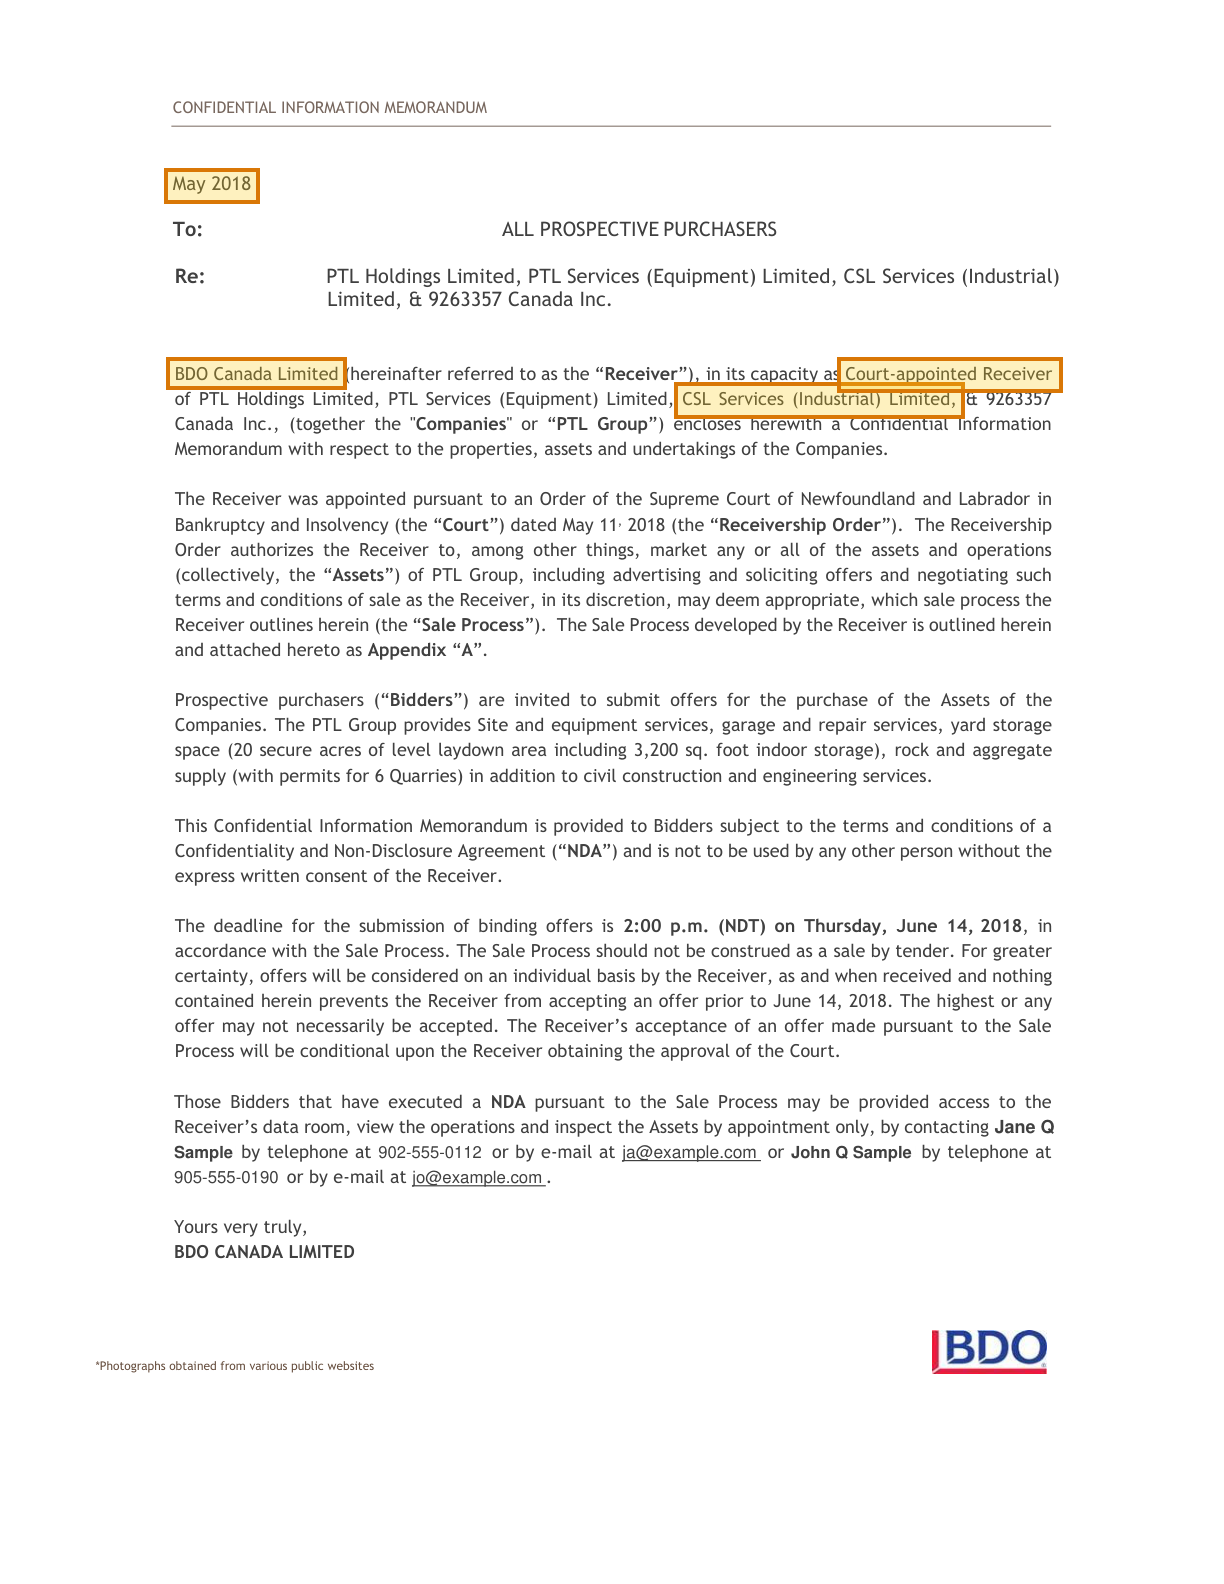 CONFIDENTIAL INFORMATION MEMORANDUM
May 2018
To: ALL PROSPECTIVE PURCHASERS
Re: PTL Holdings Limited, PTL Services (Equipment) Limited, CSL Services (Industrial)
Limited, & 9263357 Canada Inc.
BDO Canada Limited (hereinafter referred to as the “Receiver”), in its capacity as Court-appointed Receiver
of PTL Holdings Limited, PTL Services (Equipment) Limited, CSL Services (Industrial) Limited, & 9263357
Canada Inc., (together the "Companies" or “PTL Group”) encloses herewith a Confidential Information
Memorandum with respect to the properties, assets and undertakings of the Companies.
The Receiver was appointed pursuant to an Order of the Supreme Court of Newfoundland and Labrador in
Bankruptcy and Insolvency (the “Court”) dated May 11, 2018 (the “Receivership Order”). The Receivership
Order authorizes the Receiver to, among other things, market any or all of the assets and operations
(collectively, the “Assets”) of PTL Group, including advertising and soliciting offers and negotiating such
terms and conditions of sale as the Receiver, in its discretion, may deem appropriate, which sale process the
Receiver outlines herein (the “Sale Process”). The Sale Process developed by the Receiver is outlined herein
and attached hereto as Appendix “A”.
Prospective purchasers (“Bidders”) are invited to submit offers for the purchase of the Assets of the
Companies. The PTL Group provides Site and equipment services, garage and repair services, yard storage
space (20 secure acres of level laydown area including 3,200 sq. foot indoor storage), rock and aggregate
supply (with permits for 6 Quarries) in addition to civil construction and engineering services.
This Confidential Information Memorandum is provided to Bidders subject to the terms and conditions of a
Confidentiality and Non-Disclosure Agreement (“NDA”) and is not to be used by any other person without the
express written consent of the Receiver.
The deadline for the submission of binding offers is 2:00 p.m. (NDT) on Thursday, June 14, 2018, in
accordance with the Sale Process. The Sale Process should not be construed as a sale by tender. For greater
certainty, offers will be considered on an individual basis by the Receiver, as and when received and nothing
contained herein prevents the Receiver from accepting an offer prior to June 14, 2018. The highest or any
offer may not necessarily be accepted. The Receiver’s acceptance of an offer made pursuant to the Sale
Process will be conditional upon the Receiver obtaining the approval of the Court.
Those Bidders that have executed a NDA pursuant to the Sale Process may be provided access to the
Receiver’s data room, view the operations and inspect the Assets by appointment only, by contacting Jane Q
Sample by telephone at 902-555-0112 or by e-mail at ja@example.com or John Q Sample by telephone at
905-555-0190 or by e-mail at jo@example.com .
Yours very truly,
BDO CANADA LIMITED
*Photographs obtained from various public websites
BDO